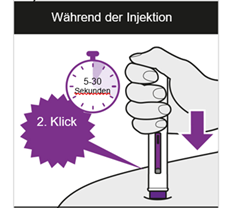 Während der Injektion
5-30
Sekunden
2. Klick